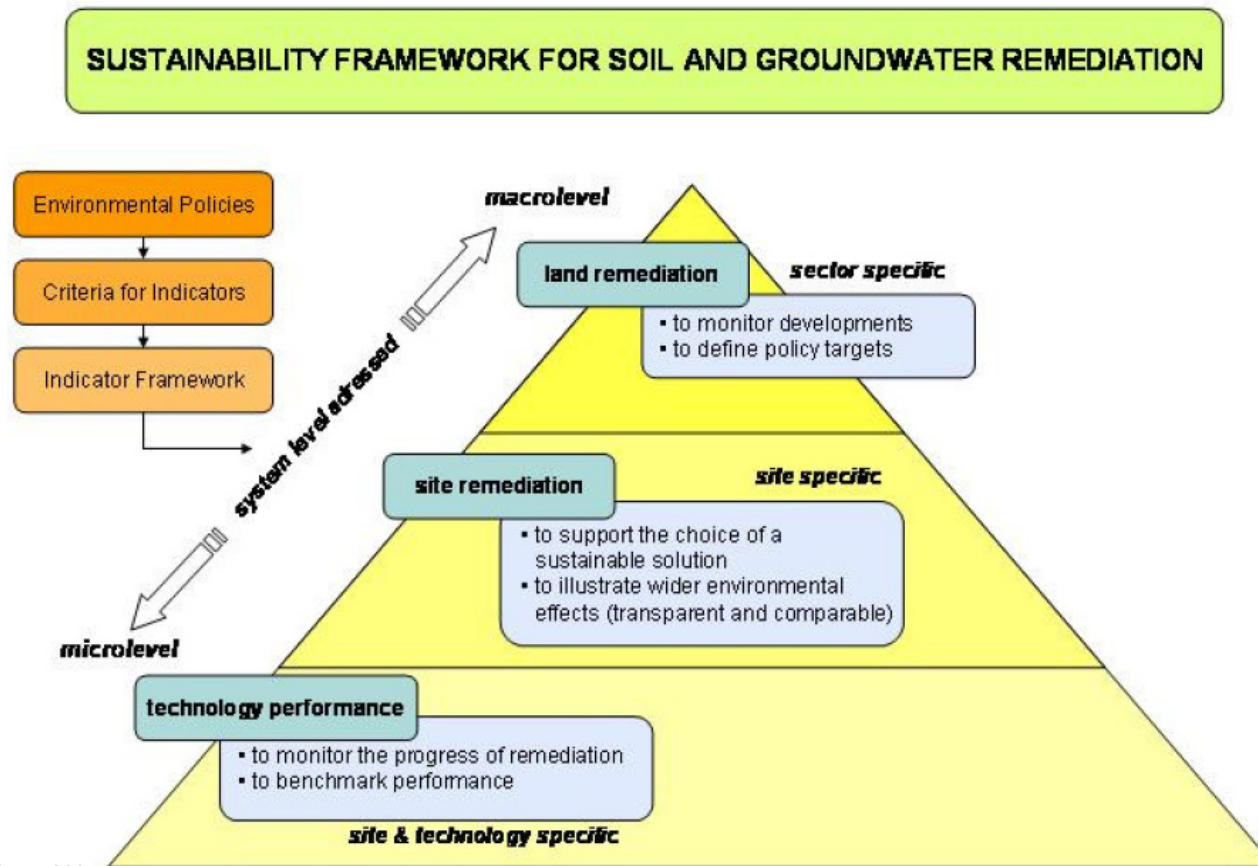 SUSTAINABILITY FRAMEWORK FOR SOIL AND GROUNDWATER REMEDIATION
Environmental Policies
Criteria for Indicators
Indicator Framework
macrolevel
system level adressed
microlevel
land remediation
sector specific
▪ to monitor developments
▪ to define policy targets
site remediation
site specific
▪ to support the choice of a
sustainable solution
▪ to illustrate wider environmental
effects (transparent and comparable)
technology performance
▪ to monitor the progress of remediation
▪ to benchmark performance
site & technology specific